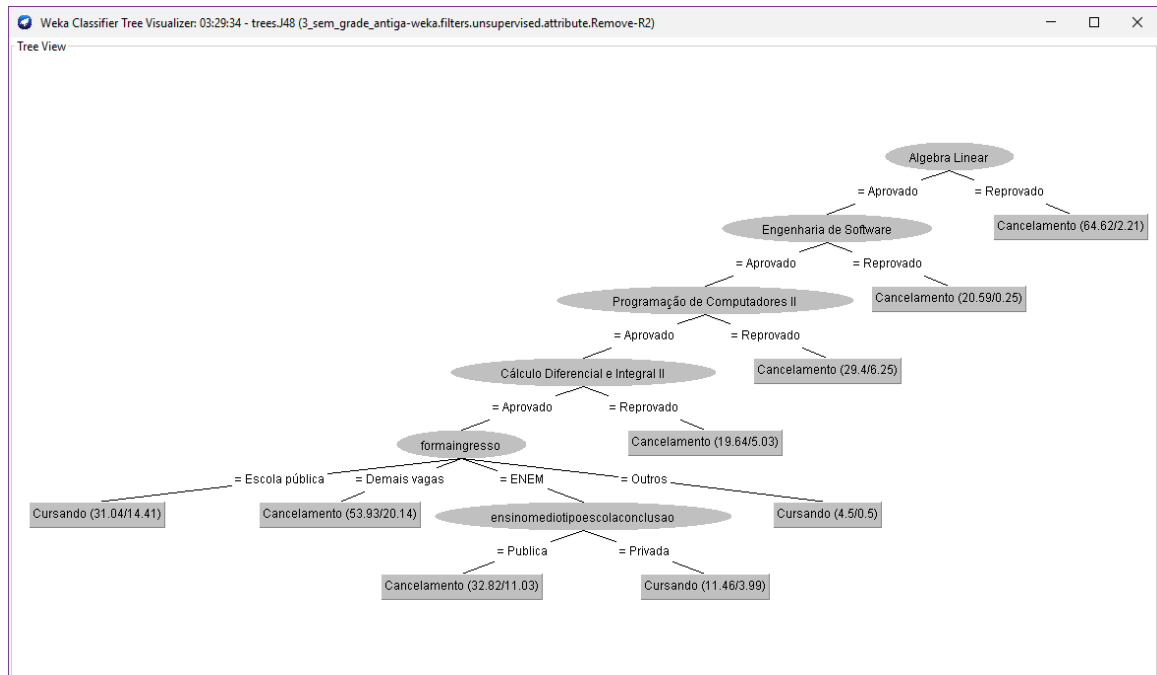 Weka Classifier Tree Visualizer: 03:29:34 - trees.J48 (3_sem_grade_antiga-weka.filters.unsupervised.attribute.Remove-R2)
Tree View
Algebra Linear
= Aprovado
= Reprovado
Engenharia de Software
Cancelamento (64.62/2.21)
= Aprovado
= Reprovado
Programação de Computadores II
Cancelamento (20.59/0.25)
= Aprovado
= Reprovado
Cálculo Diferencial e Integral II
Cancelamento (29.4/6.25)
= Aprovado
= Reprovado
formaingresso
Cancelamento (19.64/5.03)
= Escola pública
= Demais vagas
= ENEM
= Outros
Cursando (31.04/14.41)
Cancelamento (53.93/20.14)
ensinomediotipoescolaconclusao
Cursando (4.5/0.5)
= Publica
= Privada
Cancelamento (32.82/11.03)
Cursando (11.46/3.99)